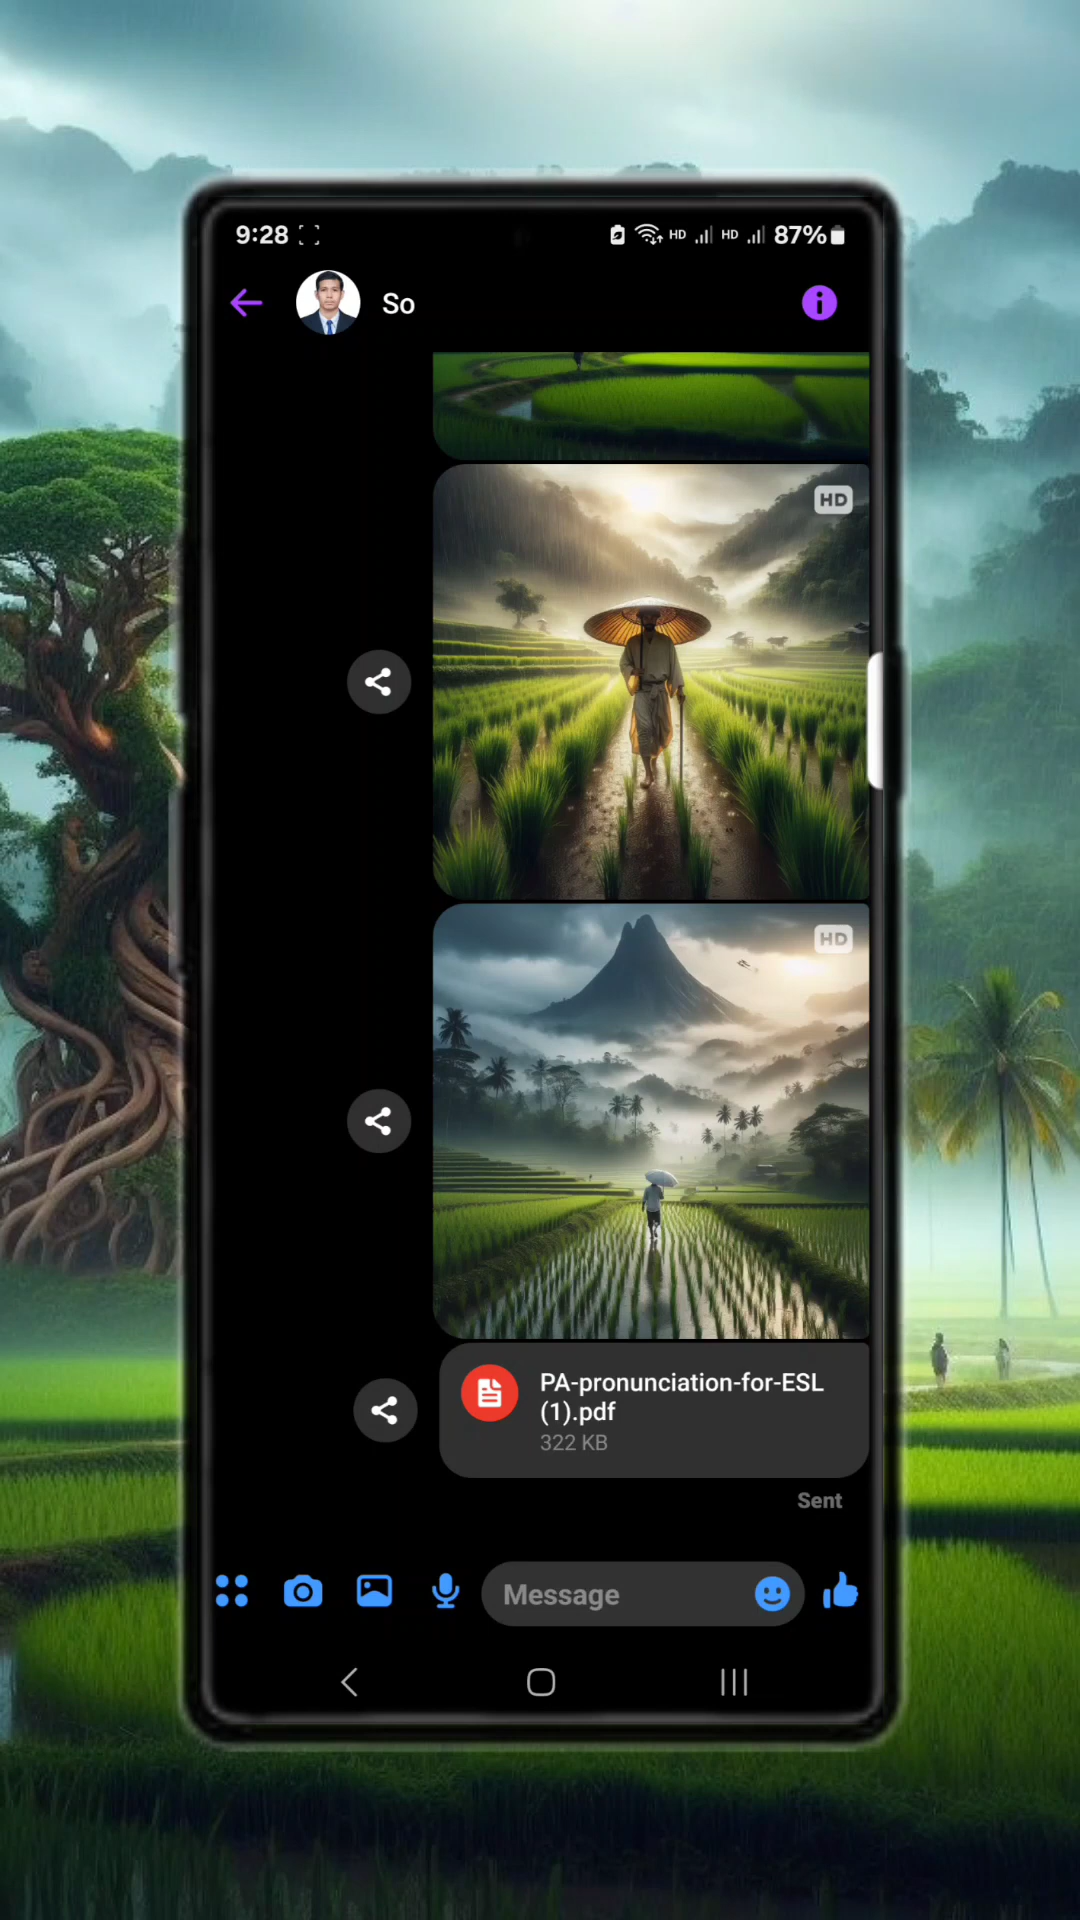 9:28 HD HD 87%
So
HD
HD
PA-pronunciation-for-ESL
(1).pdf
322 KB
Sent
Message